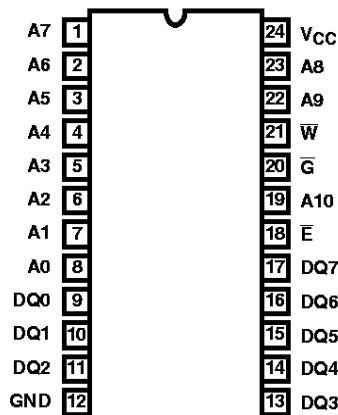 A7 1 24 VCC
A6 2 23 A8
A5 3 22 A9
A4 4 21 W̅
A3 5 20 G̅
A2 6 19 A10
A1 7 18 E̅
A0 8 17 DQ7
DQ0 9 16 DQ6
DQ1 10 15 DQ5
DQ2 11 14 DQ4
GND 12 13 DQ3